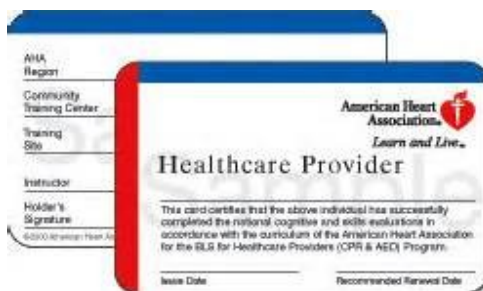 AHA
Region
Community
Training Center
Training
Site
Instructor
Holder's
Signature
©2000 American Heart
American Heart
Association®
Learn and Live®
Healthcare Provider
Sample
This card certifies that the above individual has successfully
completed the national cognitive and skills evaluations in
accordance with the curriculum of the American Heart Association
for the BLS for Healthcare Providers (CPR & AED) Program.
Issue Date
Recommended Renewal Date